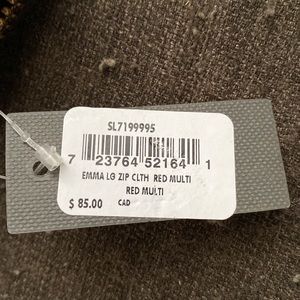 SL7199995
7 23764 52164 1
EMMA LG ZIP CLTH RED MULTI
RED MULTI
$ 85.00 CAD